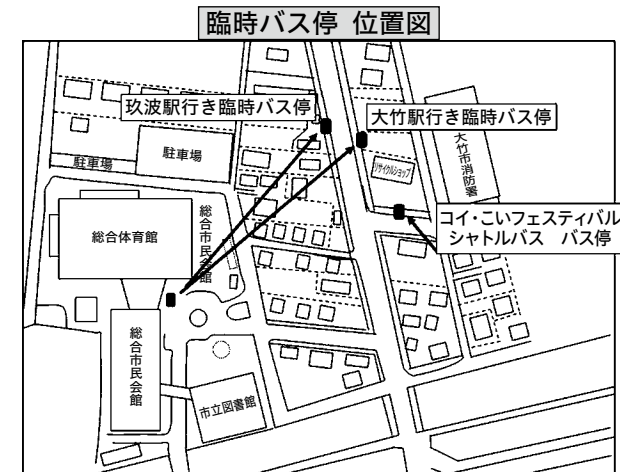 臨時バス停 位置図
玖波駅行き臨時バス停
大竹駅行き臨時バス停
駐車場
駐車場
リサイクルショップ
大竹市消防署
コイ・こいフェスティバル
シャトルバス バス停
総合体育館
総合市民会館
総合市民会館
市立図書館